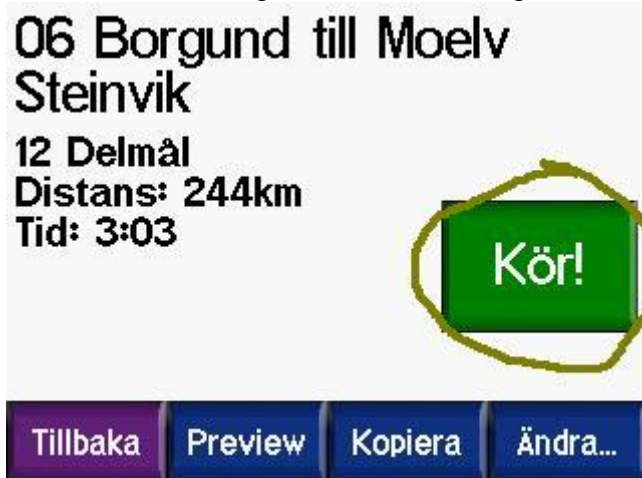 06 Borgund till Moelv
Steinvik
12 Delmål
Distans: 244km
Tid: 3:03
Kör!
Tillbaka
Preview
Kopiera
Ändra...